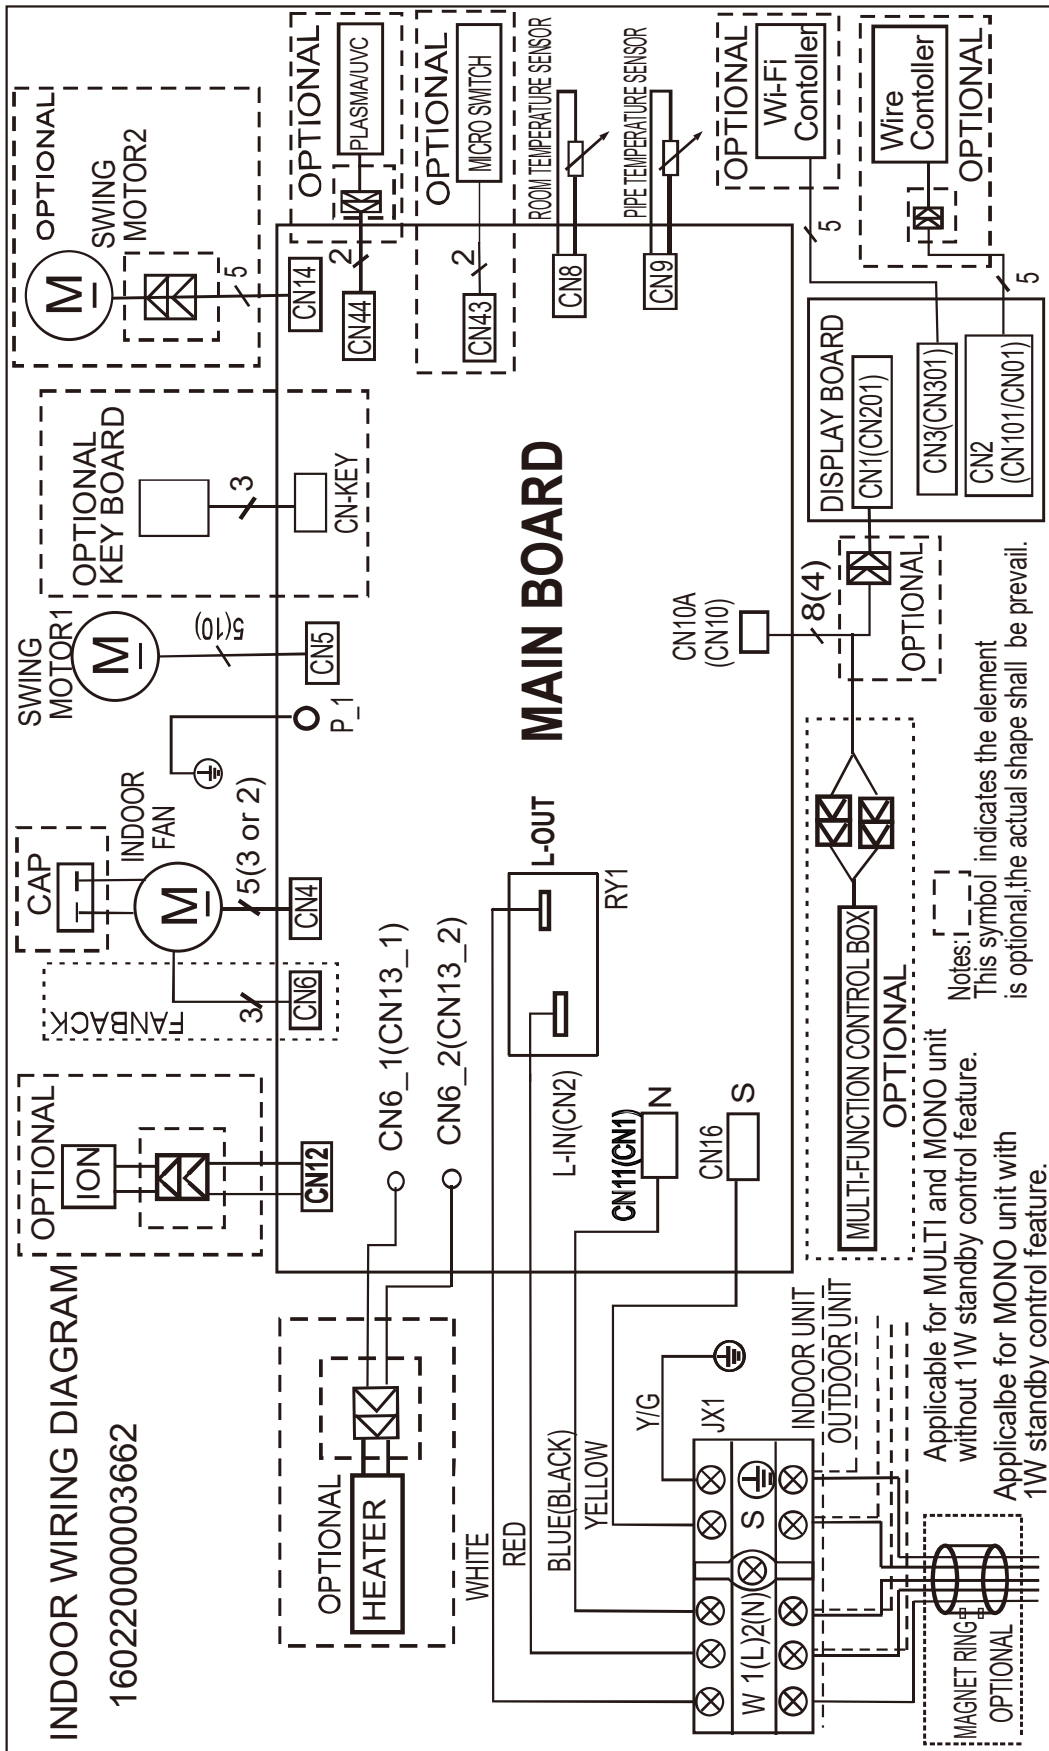 INDOOR WIRING DIAGRAM
16022000003662
OPTIONAL
ION
CN12
FANBACK
3
CN6
CAP
INDOOR
FAN
M
5(3 or 2)
CN4
P_1
SWING
MOTOR1
M
5(10)
CN5
OPTIONAL
KEY BOARD
3
CN-KEY
OPTIONAL
SWING
MOTOR2
M
5
CN14
OPTIONAL
PLASMA/UVC
2
CN44
OPTIONAL
MICRO SWITCH
2
CN43
ROOM TEMPERATURE SENSOR
CN8
PIPE TEMPERATURE SENSOR
CN9
OPTIONAL
Wi-Fi
Contoller
5
Wire
Controller
OPTIONAL
5
DISPLAY BOARD
CN1(CN201)
CN3(CN301)
CN2
(CN101/CN01)
MAIN BOARD
CN10A
(CN10)
8(4)
OPTIONAL
OPTIONAL
HEATER
CN6_1(CN13_1)
CN6_2(CN13_2)
L-OUT
RY1
L-IN(CN2)
CN11(CN1)
N
CN16
S
WHITE
RED
BLUE(BLACK)
YELLOW
Y/G
JX1
W 1(L)2(N) S
INDOOR UNIT
OUTDOOR UNIT
MULTI-FUNCTION CONTROL BOX
OPTIONAL
MAGNET RING
OPTIONAL
Applicable for MULTI and MONO unit
without 1W standby control feature.
Applicalbe for MONO unit with
1W standby control feature.
Notes:
This symbol indicates the element
is optional,the actual shape shall be prevail.